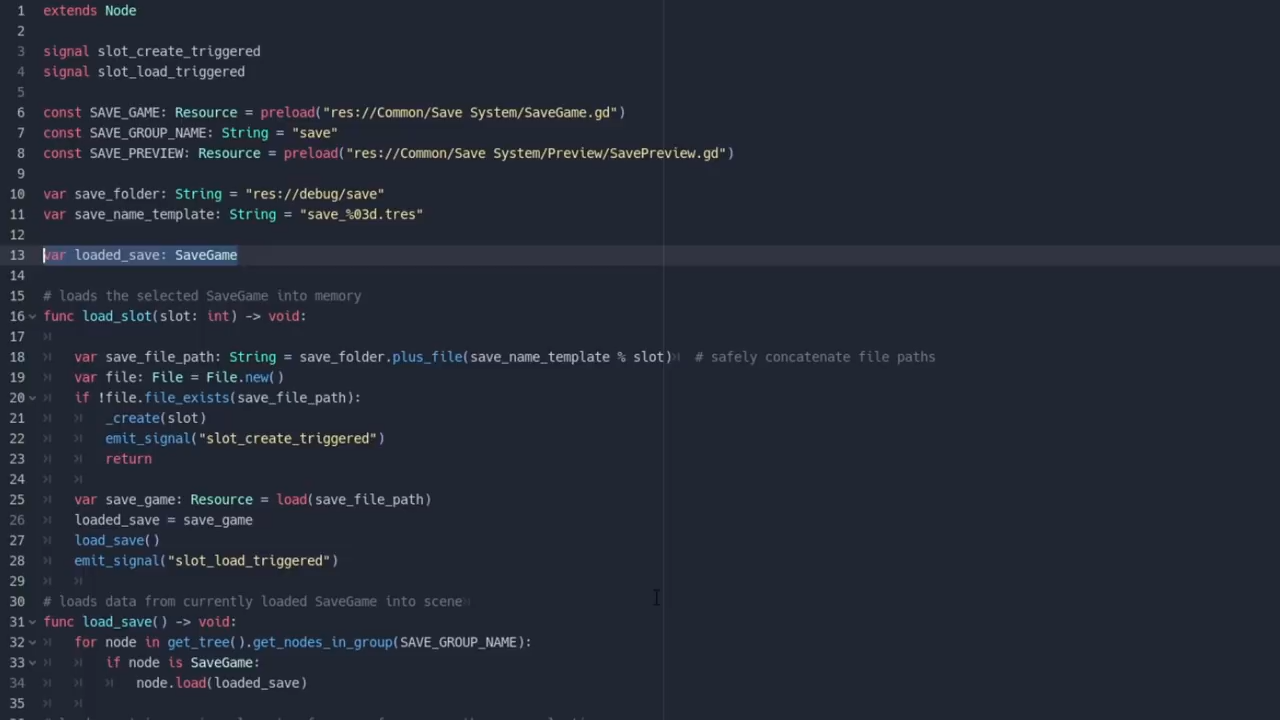 1 extends Node
2
3 signal slot_create_triggered
4 signal slot_load_triggered
5
6 const SAVE_GAME: Resource = preload("res://Common/Save System/SaveGame.gd")
7 const SAVE_GROUP_NAME: String = "save"
8 const SAVE_PREVIEW: Resource = preload("res://Common/Save System/Preview/SavePreview.gd")
9
10 var save_folder: String = "res://debug/save"
11 var save_name_template: String = "save_%03d.tres"
12
13 var loaded_save: SaveGame
14
15 # loads the selected SaveGame into memory
16 func load_slot(slot: int) -> void:
17
18 var save_file_path: String = save_folder.plus_file(save_name_template % slot) # safely concatenate file paths
19 var file: File = File.new()
20 if !file.file_exists(save_file_path):
21 _create(slot)
22 emit_signal("slot_create_triggered")
23 return
24
25 var save_game: Resource = load(save_file_path)
26 loaded_save = save_game
27 load_save()
28 emit_signal("slot_load_triggered")
29
30 # loads data from currently loaded SaveGame into scene
31 func load_save() -> void:
32 for node in get_tree().get_nodes_in_group(SAVE_GROUP_NAME):
33 if node is SaveGame:
34 node.load(loaded_save)
35